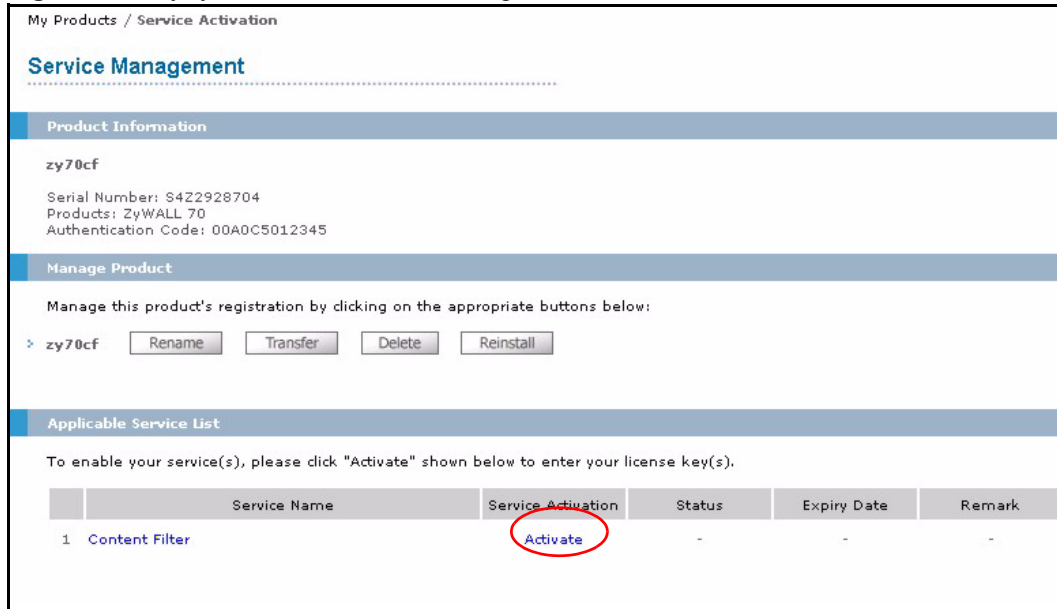 My Products / Service Activation
Service Management
Product Information
zy70cf
Serial Number: S4Z2928704
Products: ZyWALL 70
Authentication Code: 00A0C5012345
Manage Product
Manage this product's registration by clicking on the appropriate buttons below:
zy70cf Rename Transfer Delete Reinstall
Applicable Service List
To enable your service(s), please click "Activate" shown below to enter your license key(s).
Service Name Service Activation Status Expiry Date Remark
1 Content Filter Activate - - -